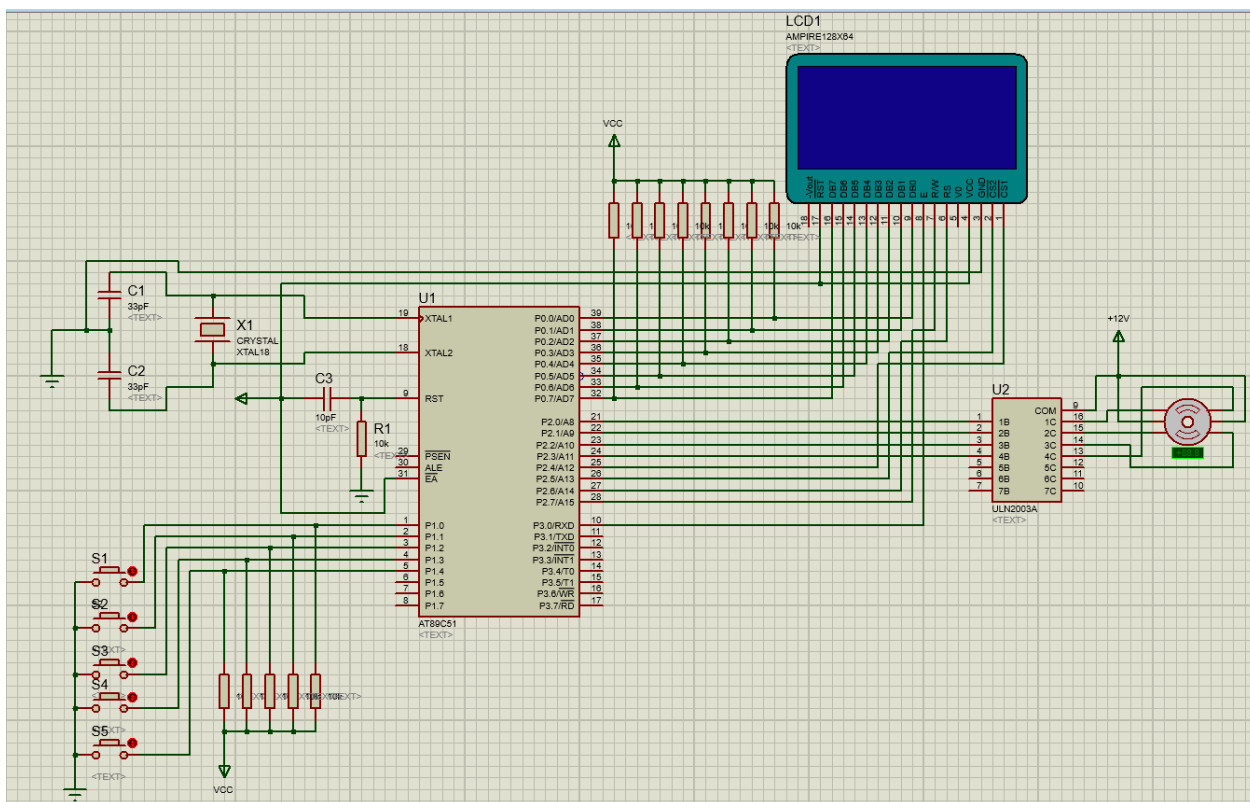 LCD1
AMPIRE128X64
<TEXT>
-Vout
RST
DB7
DB6
DB5
DB4
DB3
DB2
DB1
DB0
E
R/W
RS
V0
VCC
GND
CS2
CS1
18
17
16
15
14
13
12
11
10
9
8
7
6
5
4
3
2
1
VCC
10k
10k
10k
<TEXT>
C1
33pF
<TEXT>
C2
33pF
<TEXT>
X1
CRYSTAL
XTAL18
C3
10pF
<TEXT>
R1
10k
U1
19 XTAL1
18 XTAL2
9 RST
29 PSEN
30 ALE
31 EA
1 P1.0
2 P1.1
3 P1.2
4 P1.3
5 P1.4
6 P1.5
7 P1.6
8 P1.7
P0.0/AD0 39
P0.1/AD1 38
P0.2/AD2 37
P0.3/AD3 36
P0.4/AD4 35
P0.5/AD5 34
P0.6/AD6 33
P0.7/AD7 32
P2.0/A8 21
P2.1/A9 22
P2.2/A10 23
P2.3/A11 24
P2.4/A12 25
P2.5/A13 26
P2.6/A14 27
P2.7/A15 28
P3.0/RXD 10
P3.1/TXD 11
P3.2/INT0 12
P3.3/INT1 13
P3.4/T0 14
P3.5/T1 15
P3.6/WR 16
P3.7/RD 17
AT89C51
<TEXT>
+12V
U2
1 1B
2 2B
3 3B
4 4B
5 5B
6 6B
7 7B
COM 9
1C 16
2C 15
3C 14
4C 13
5C 12
6C 11
7C 10
ULN2003A
<TEXT>
S1
S2
<TEXT>
S3
S4
<TEXT>
S5
<TEXT>
10k
VCC